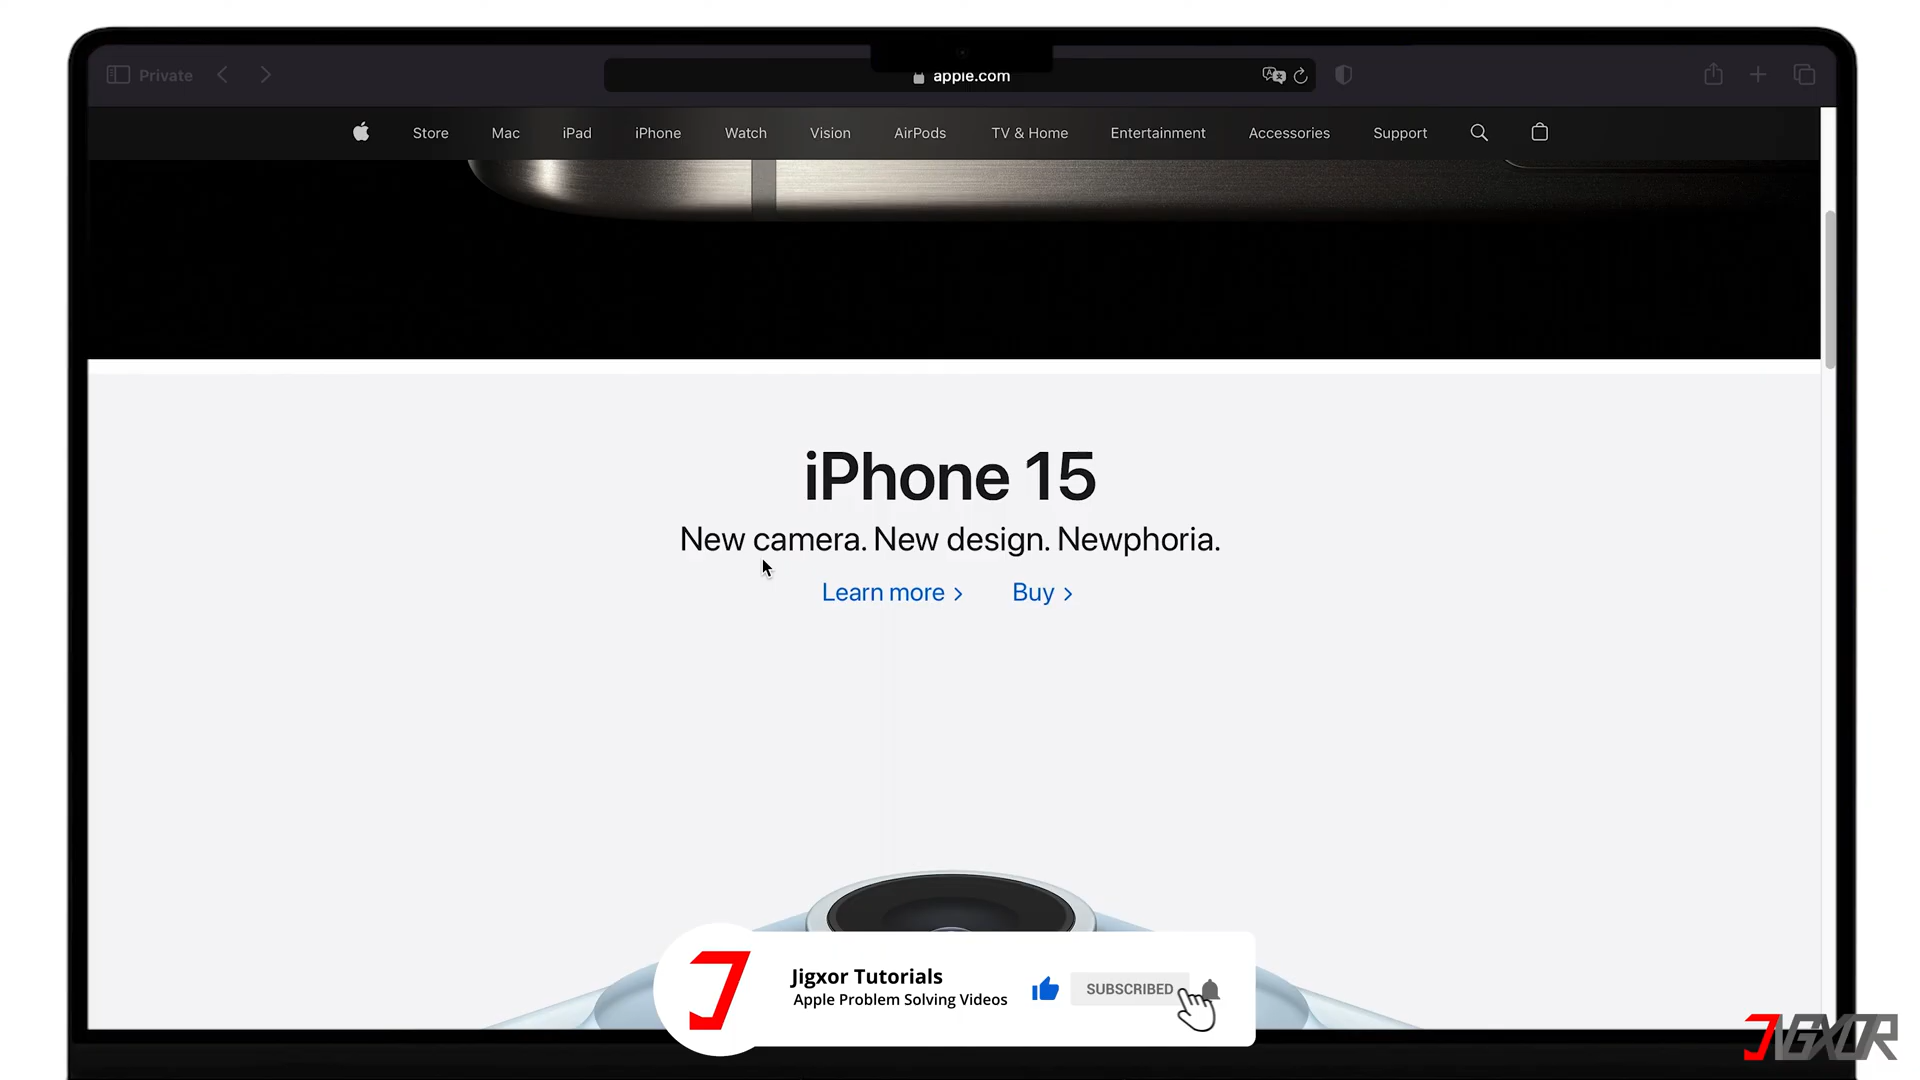 Private
apple.com
Store Mac iPad iPhone Watch Vision AirPods TV & Home Entertainment Accessories Support
iPhone 15
New camera. New design. Newphoria.
Learn more > Buy >
Jigxor Tutorials
Apple Problem Solving Videos
SUBSCRIBED
JIGXOR